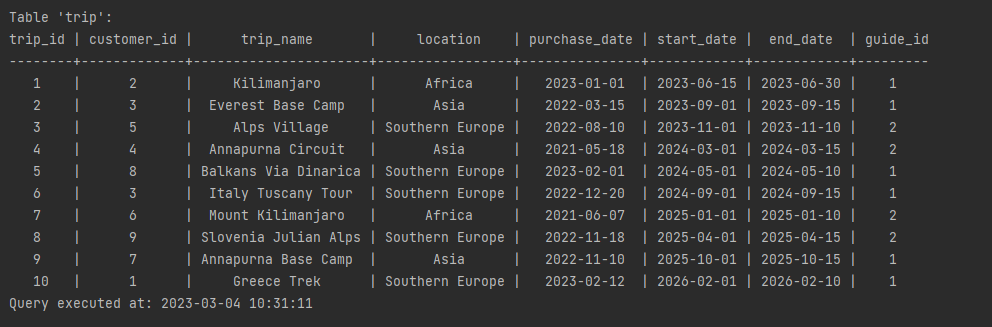 Table 'trip':
trip_id | customer_id |      trip_name       |     location    | purchase_date | start_date |  end_date  | guide_id
--------+-------------+----------------------+-----------------+---------------+------------+------------+---------
   1    |      2      |     Kilimanjaro      |      Africa     |   2023-01-01  | 2023-06-15 | 2023-06-30 |    1
   2    |      3      |  Everest Base Camp   |       Asia      |   2022-03-15  | 2023-09-01 | 2023-09-15 |    1
   3    |      5      |     Alps Village     | Southern Europe |   2022-08-10  | 2023-11-01 | 2023-11-10 |    2
   4    |      4      |  Annapurna Circuit   |       Asia      |   2021-05-18  | 2024-03-01 | 2024-03-15 |    2
   5    |      8      | Balkans Via Dinarica | Southern Europe |   2023-02-01  | 2024-05-01 | 2024-05-10 |    1
   6    |      3      |  Italy Tuscany Tour  | Southern Europe |   2022-12-20  | 2024-09-01 | 2024-09-15 |    1
   7    |      6      |  Mount Kilimanjaro   |      Africa     |   2021-06-07  | 2025-01-01 | 2025-01-10 |    2
   8    |      9      | Slovenia Julian Alps | Southern Europe |   2022-11-18  | 2025-04-01 | 2025-04-15 |    2
   9    |      7      | Annapurna Base Camp  |       Asia      |   2022-11-10  | 2025-10-01 | 2025-10-15 |    1
   10   |      1      |     Greece Trek      | Southern Europe |   2023-02-12  | 2026-02-01 | 2026-02-10 |    1
Query executed at: 2023-03-04 10:31:11